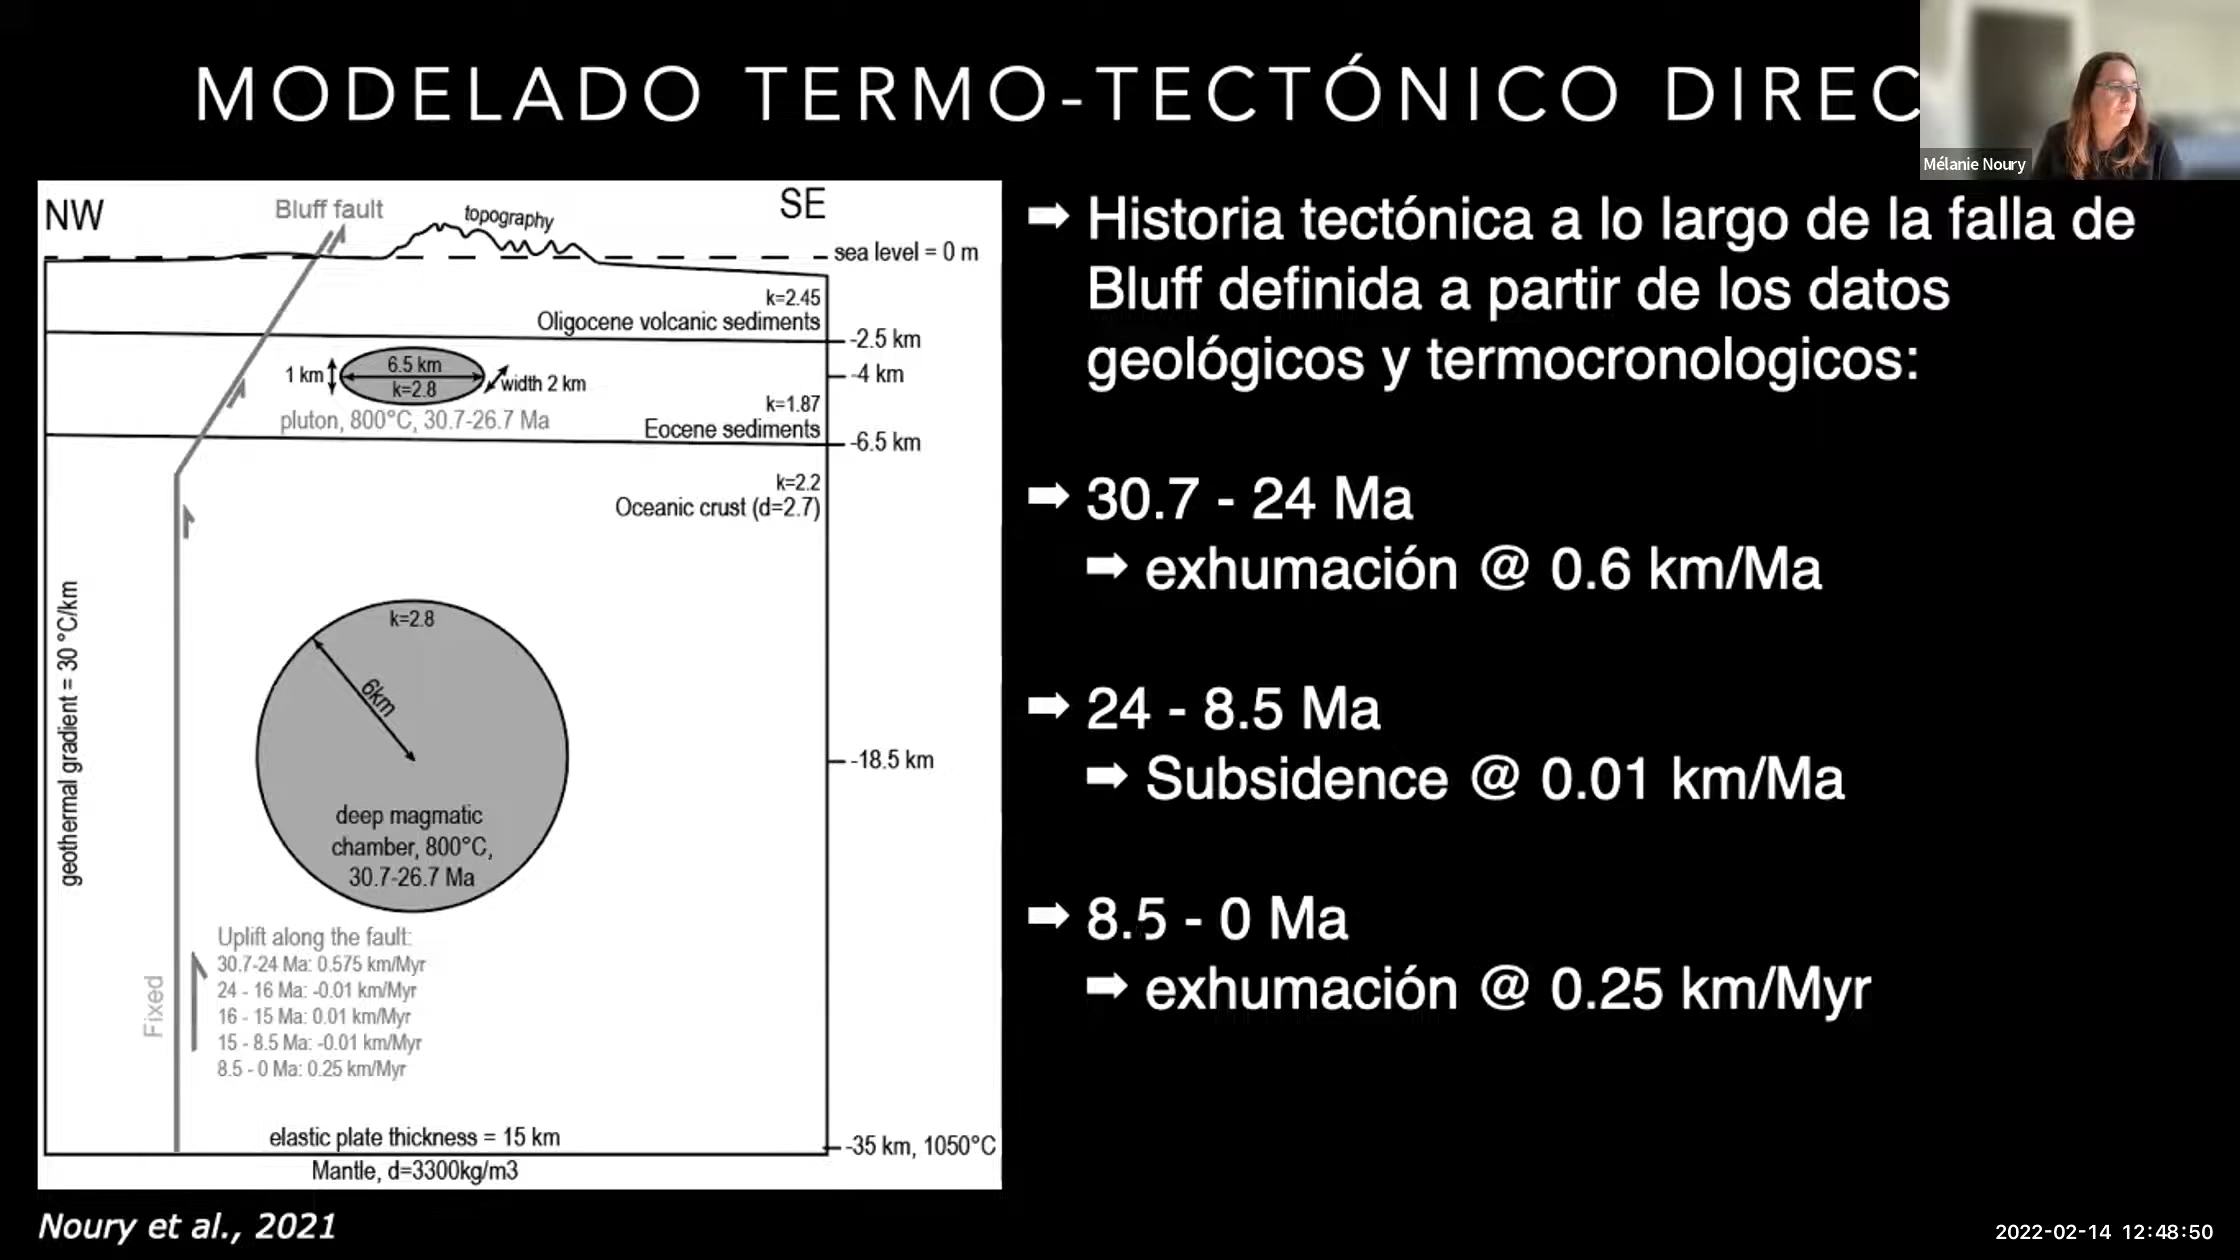 MODELADO TERMO-TECTÓNICO DIREC
Mélanie Noury
NW
Bluff fault
topography
SE
sea level = 0 m
k=2.45
Oligocene volcanic sediments
-2.5 km
1 km
6.5 km
k=2.8
width 2 km
-4 km
pluton, 800°C, 30.7-26.7 Ma
k=1.87
Eocene sediments
-6.5 km
k=2.2
Oceanic crust (d=2.7)
geothermal gradient = 30 °C/km
k=2.8
6km
-18.5 km
deep magmatic
chamber, 800°C,
30.7-26.7 Ma
Fixed
Uplift along the fault:
30.7-24 Ma: 0.575 km/Myr
24 - 16 Ma: -0.01 km/Myr
16 - 15 Ma: 0.01 km/Myr
15 - 8.5 Ma: -0.01 km/Myr
8.5 - 0 Ma: 0.25 km/Myr
elastic plate thickness = 15 km
-35 km, 1050°C
Mantle, d=3300kg/m3
Noury et al., 2021
➡ Historia tectónica a lo largo de la falla de
Bluff definida a partir de los datos
geológicos y termocronologicos:
➡ 30.7 - 24 Ma
➡ exhumación @ 0.6 km/Ma
➡ 24 - 8.5 Ma
➡ Subsidence @ 0.01 km/Ma
➡ 8.5 - 0 Ma
➡ exhumación @ 0.25 km/Myr
2022-02-14 12:48:50